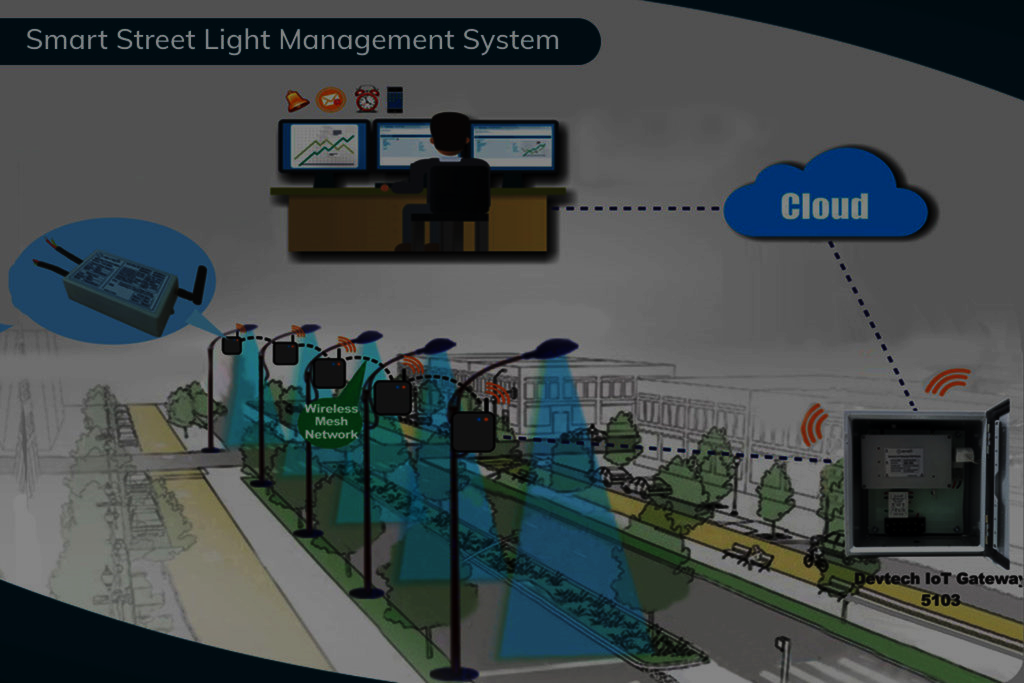 Smart Street Light Management System
Cloud
Wireless
Mesh
Network
Devtech IoT Gateway
5103